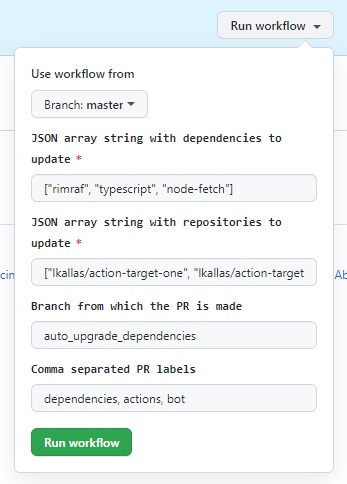 Run workflow
Use workflow from
Branch: master
JSON array string with dependencies to
update *
["rimraf", "typescript", "node-fetch"]
JSON array string with repositories to
update *
["lkallas/action-target-one", "lkallas/action-target
Branch from which the PR is made
auto_upgrade_dependencies
Comma separated PR labels
dependencies, actions, bot
Run workflow